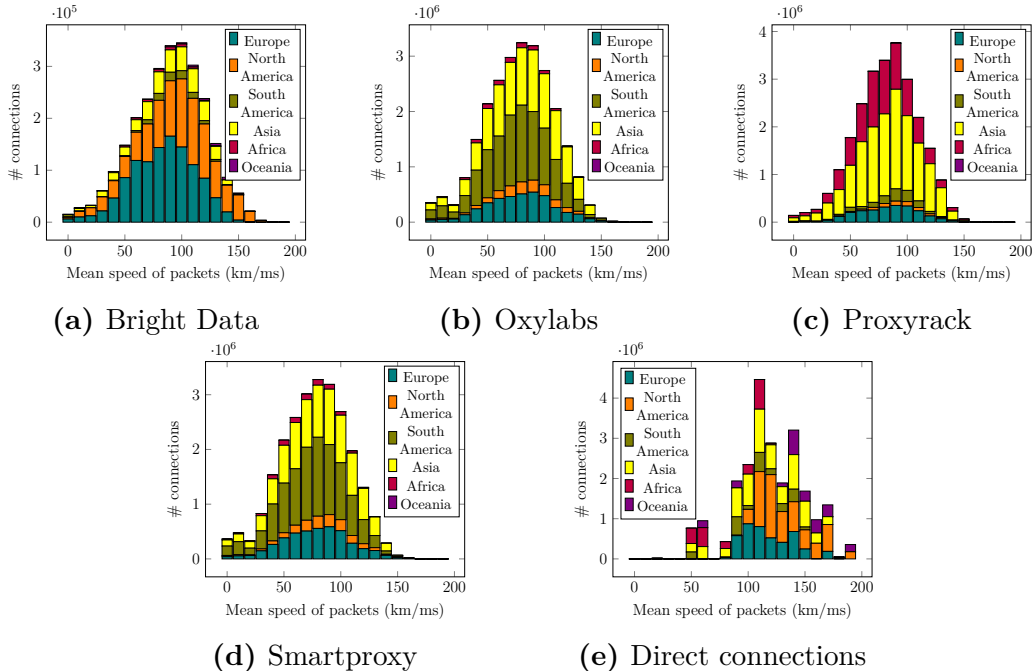 ·10^5
# connections
3
2
1
0
0 50 100 150 200
Mean speed of packets (km/ms)
Europe
North
America
South
America
Asia
Africa
Oceania
(a) Bright Data
·10^6
# connections
3
2
1
0
0 50 100 150 200
Mean speed of packets (km/ms)
Europe
North
America
South
America
Asia
Africa
Oceania
(b) Oxylabs
·10^6
# connections
4
3
2
1
0
0 50 100 150 200
Mean speed of packets (km/ms)
Europe
North
America
South
America
Asia
Africa
Oceania
(c) Proxyrack
·10^6
# connections
3
2
1
0
0 50 100 150 200
Mean speed of packets (km/ms)
Europe
North
America
South
America
Asia
Africa
Oceania
(d) Smartproxy
·10^6
# connections
4
3
2
1
0
0 50 100 150 200
Mean speed of packets (km/ms)
Europe
North
America
South
America
Asia
Africa
Oceania
(e) Direct connections